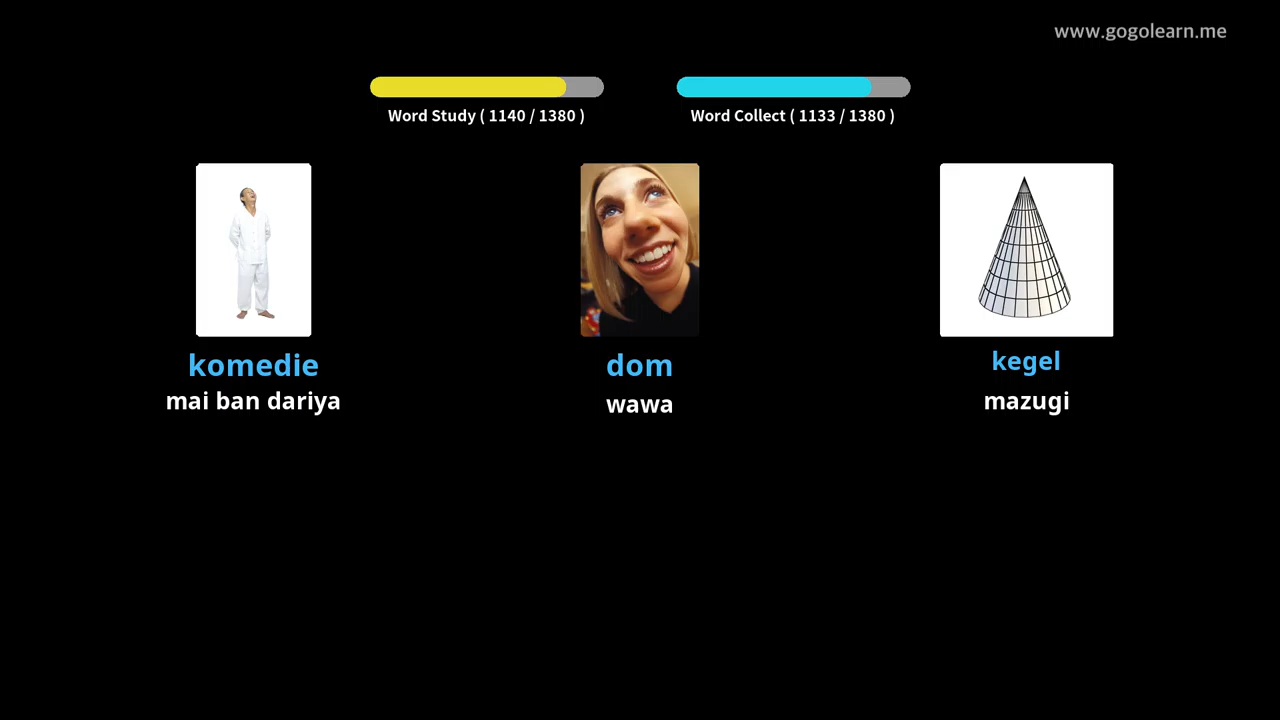 www.gogolearn.me
Word Study ( 1140 / 1380 )
Word Collect ( 1133 / 1380 )
komedie
mai ban dariya
dom
wawa
kegel
mazugi